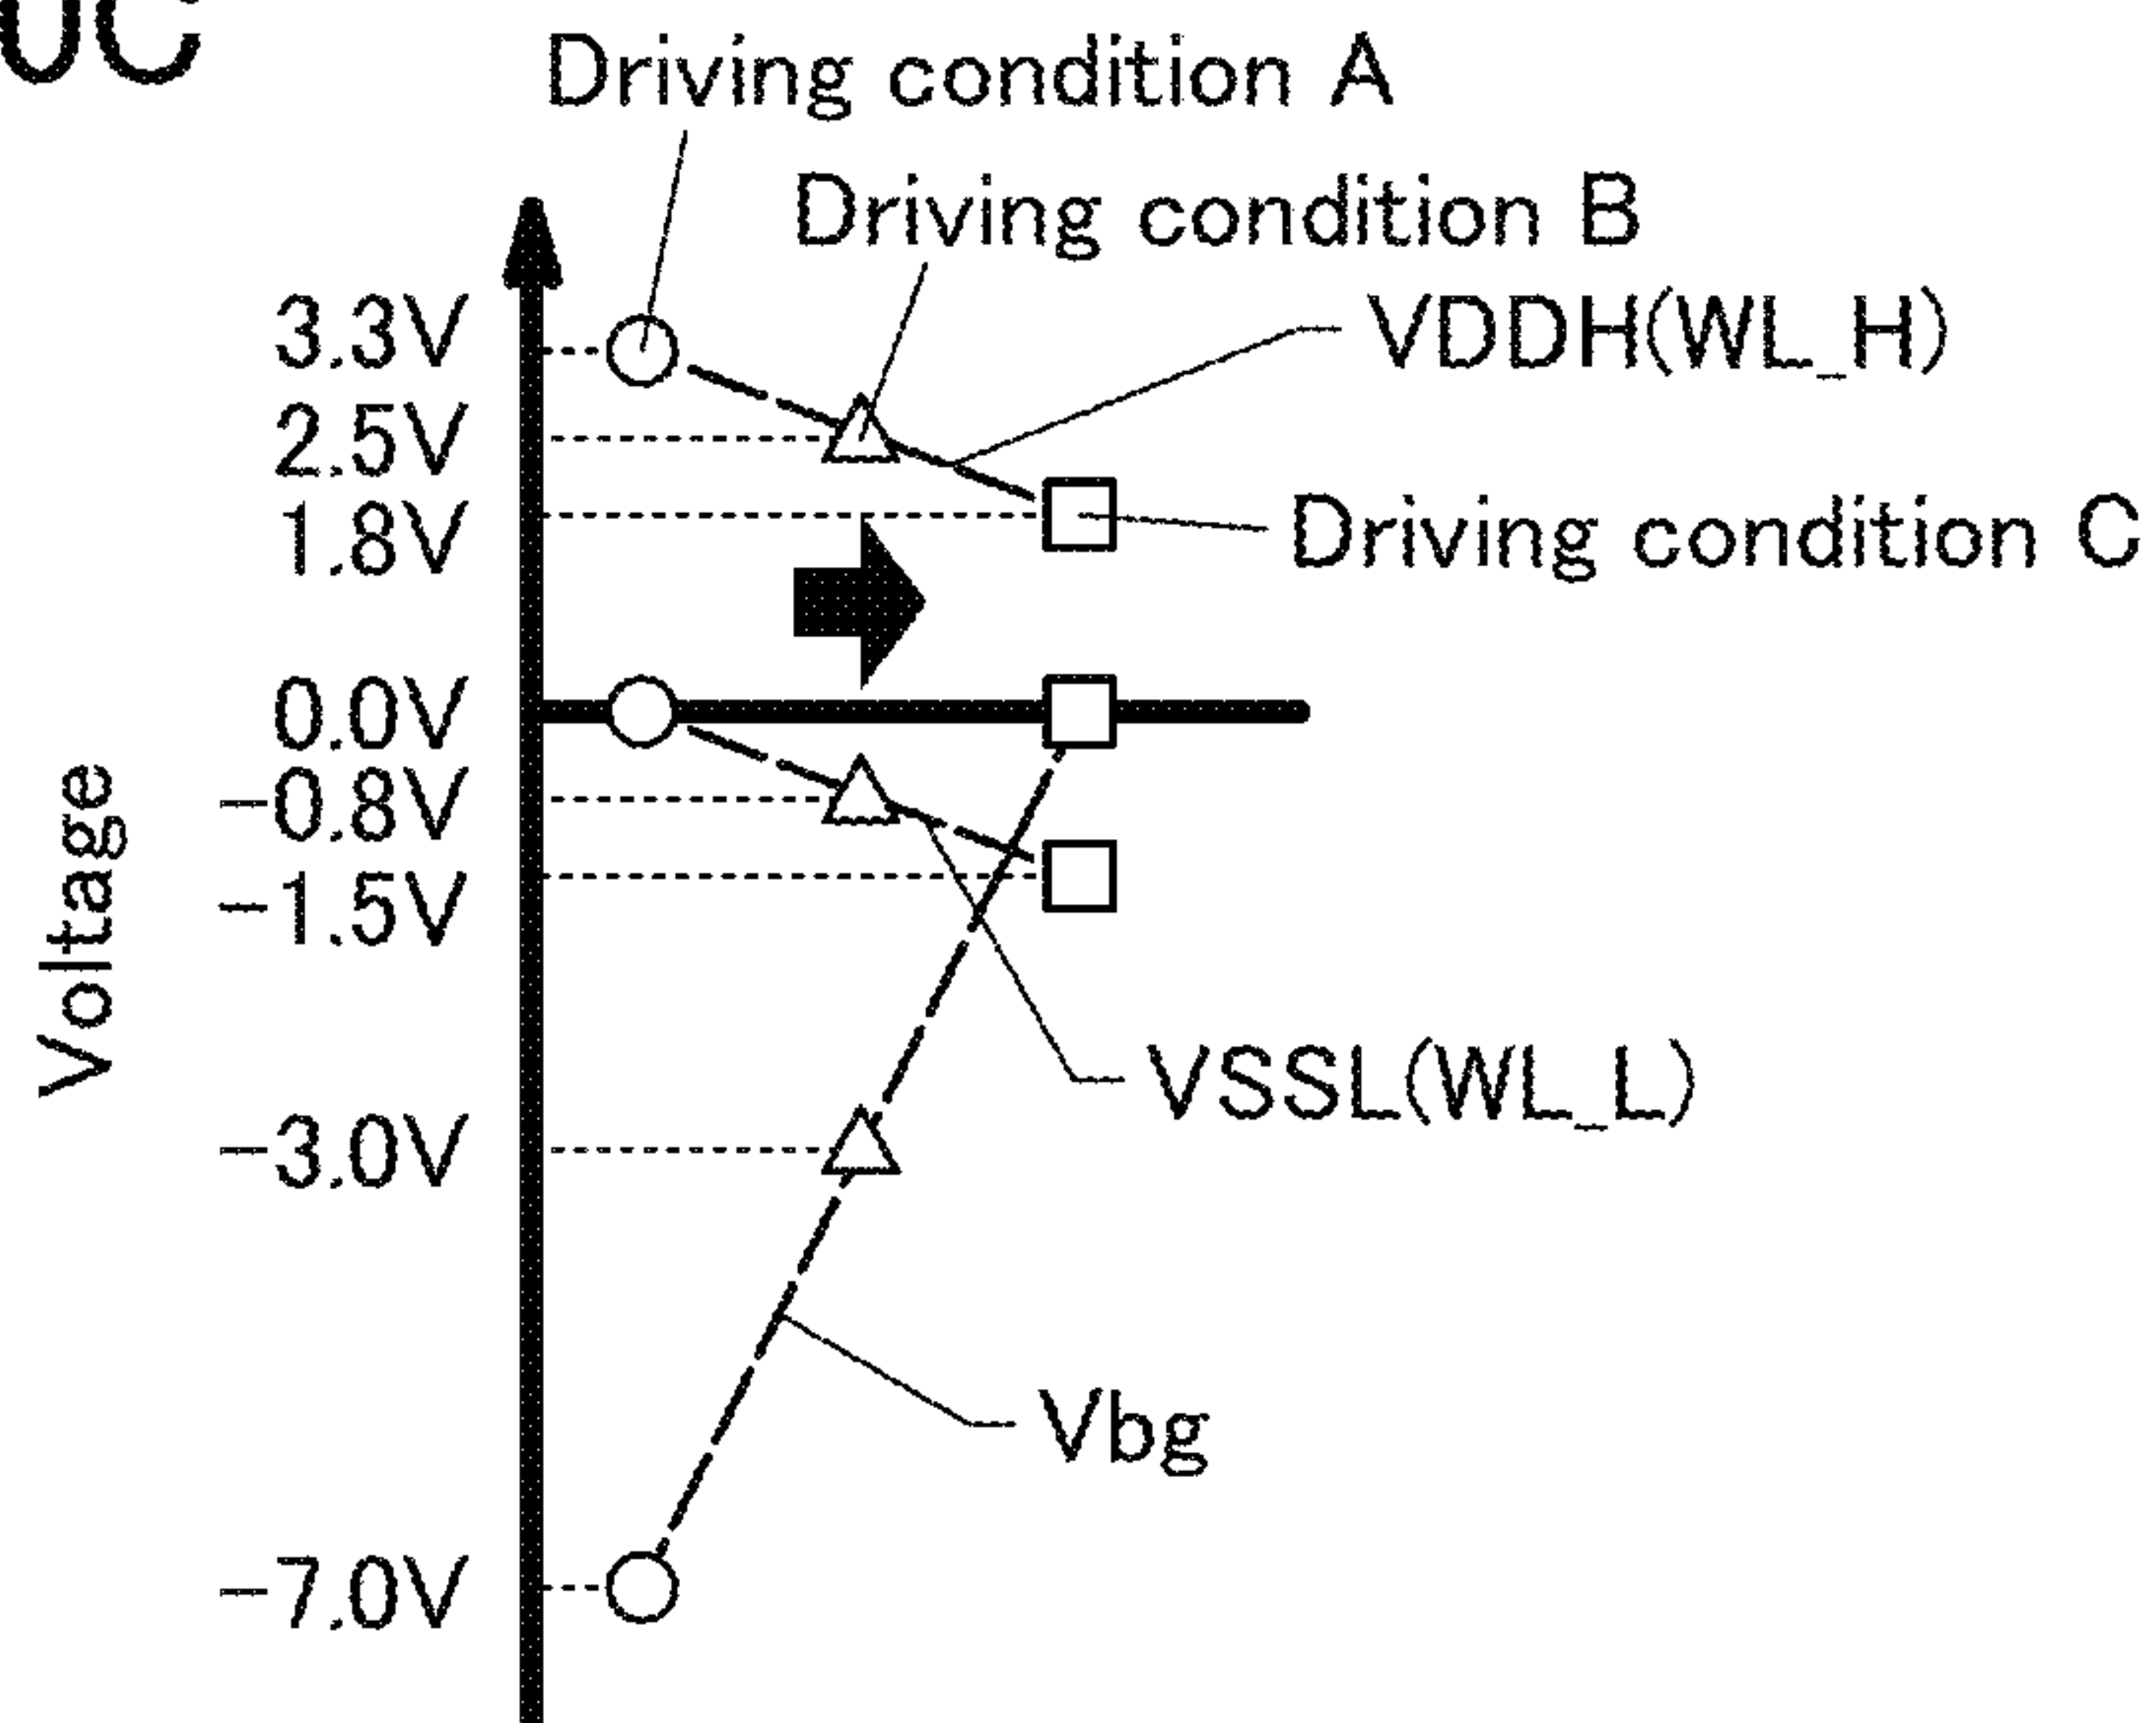 Driving condition A
Driving condition B
3.3V
VDDH(WL_H)
2.5V
1.8V
Driving condition C
0.0V
-0.8V
-1.5V
Voltage
VSSL(WL_L)
-3.0V
Vbg
-7.0V